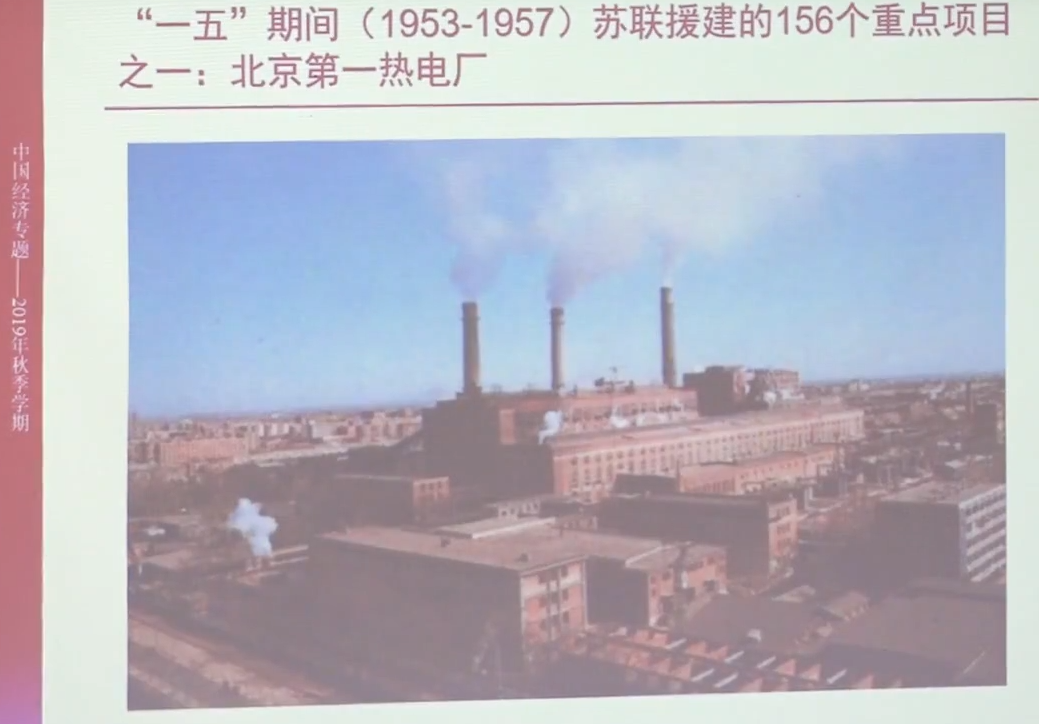 “一五”期间（1953-1957）苏联援建的156个重点项目
之一：北京第一热电厂
中国经济专题——2019年秋季学期